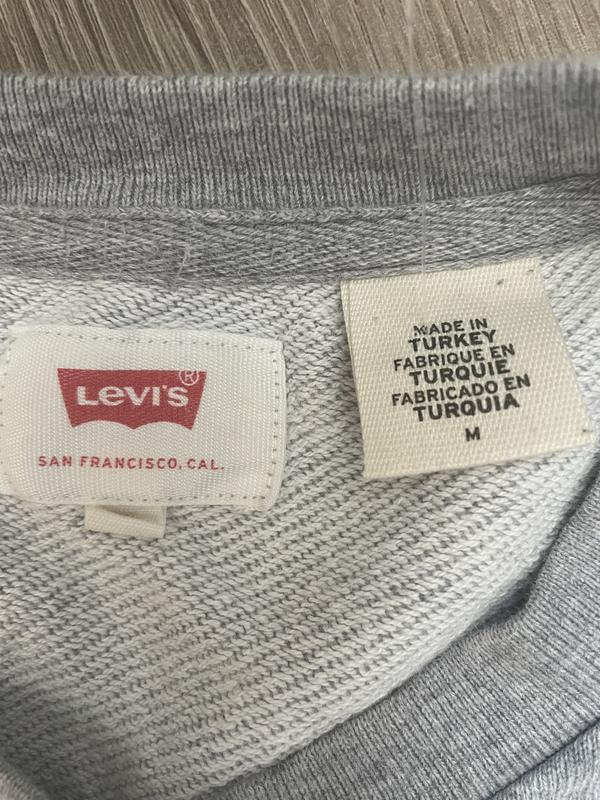 LEVI'S®
SAN FRANCISCO, CAL.
MADE IN
TURKEY
FABRIQUE EN
TURQUIE
FABRICADO EN
TURQUIA
M